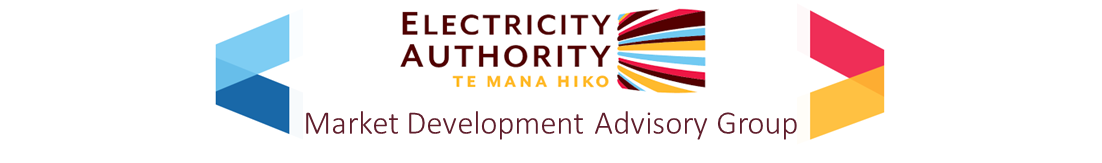 ELECTRICITY
AUTHORITY
TE MANA HIKO
Market Development Advisory Group